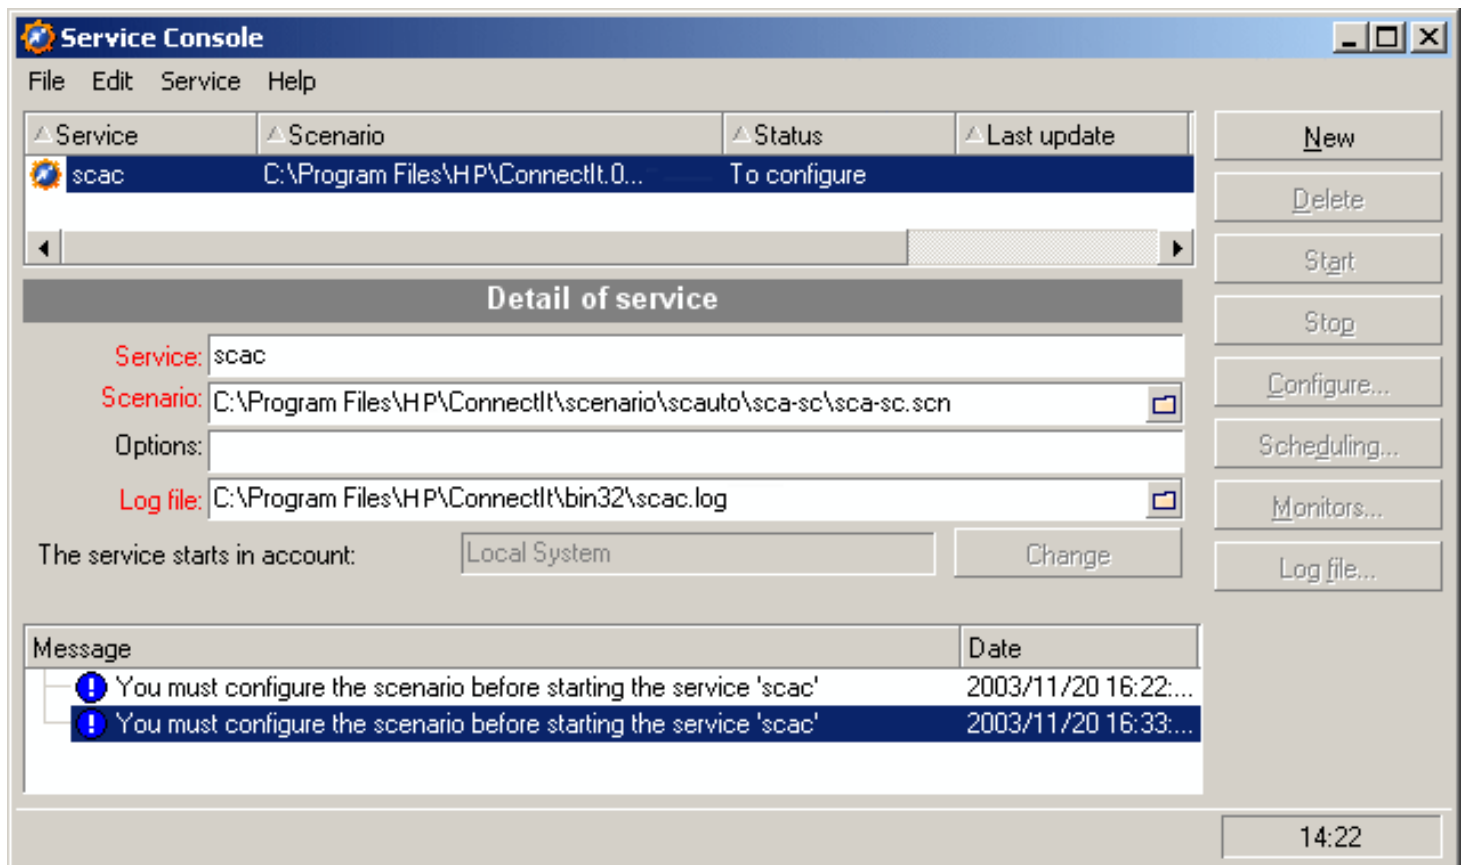 Service Console
File Edit Service Help
Service Scenario Status Last update
scac C:\Program Files\HP\ConnectIt.0... To configure
New
Delete
Start
Stop
Configure...
Scheduling...
Monitors...
Log file...
Detail of service
Service: scac
Scenario: C:\Program Files\HP\ConnectIt\scenario\scauto\sca-sc\sca-sc.scn
Options:
Log file: C:\Program Files\HP\ConnectIt\bin32\scac.log
The service starts in account: Local System Change
Message Date
You must configure the scenario before starting the service 'scac' 2003/11/20 16:22:...
You must configure the scenario before starting the service 'scac' 2003/11/20 16:33:...
14:22